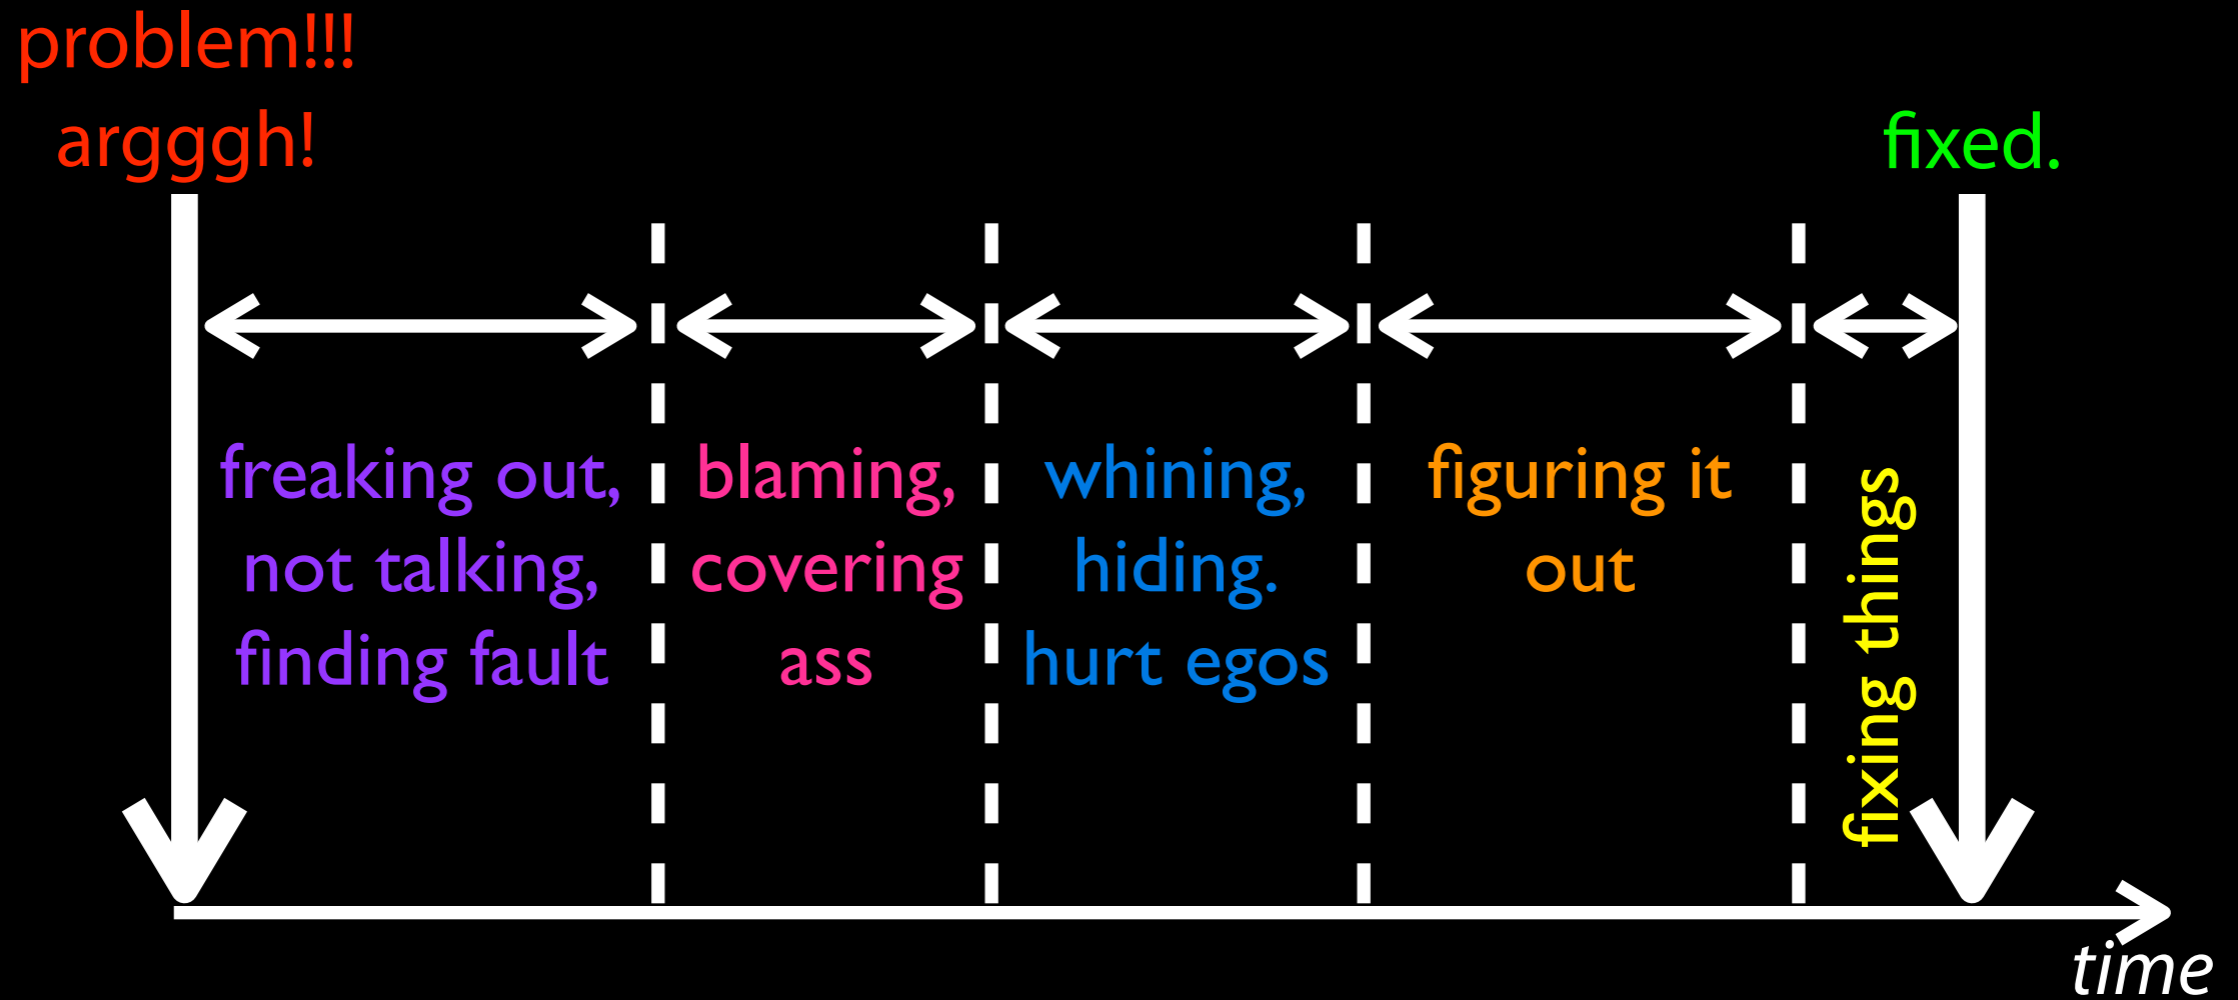 problem!!!
argggh!
fixed.
freaking out,
not talking,
finding fault
blaming,
covering
ass
whining,
hiding.
hurt egos
figuring it
out
fixing things
time